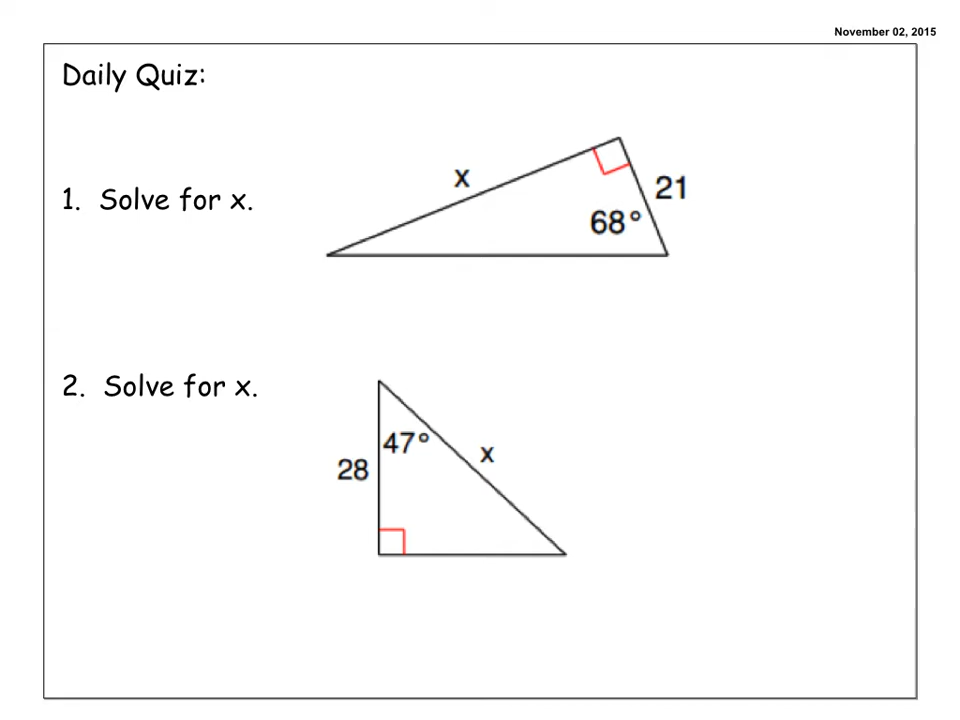 November 02, 2015
Daily Quiz:
x
21
1. Solve for x.
68°
2. Solve for x.
47°
x
28